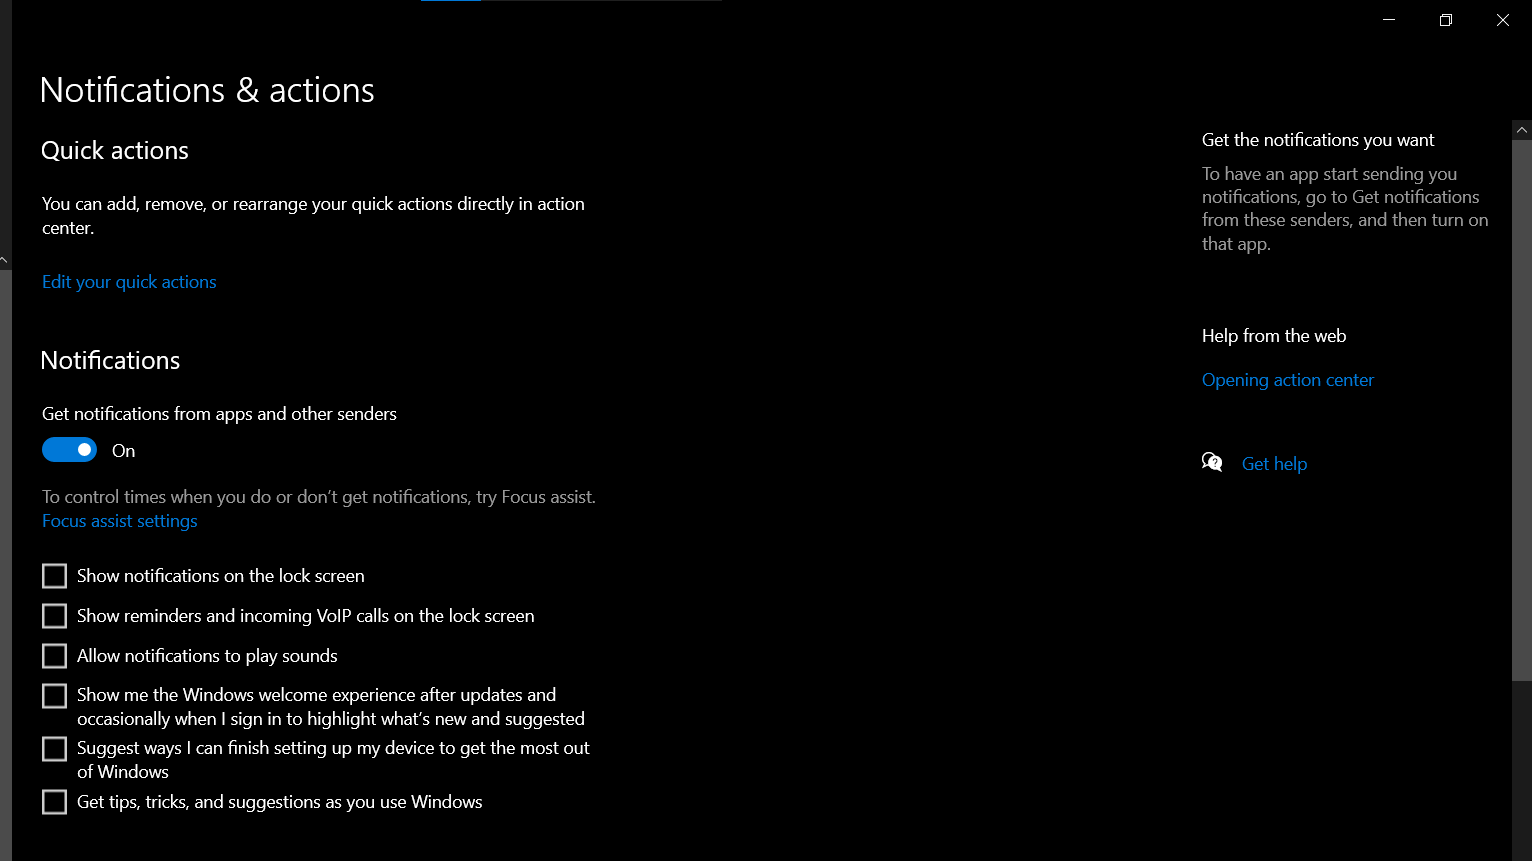 Notifications & actions
Quick actions
You can add, remove, or rearrange your quick actions directly in action
center.
Edit your quick actions
Notifications
Get notifications from apps and other senders
On
To control times when you do or don’t get notifications, try Focus assist.
Focus assist settings
Show notifications on the lock screen
Show reminders and incoming VoIP calls on the lock screen
Allow notifications to play sounds
Show me the Windows welcome experience after updates and
occasionally when I sign in to highlight what’s new and suggested
Suggest ways I can finish setting up my device to get the most out
of Windows
Get tips, tricks, and suggestions as you use Windows
Get the notifications you want
To have an app start sending you
notifications, go to Get notifications
from these senders, and then turn on
that app.
Help from the web
Opening action center
Get help